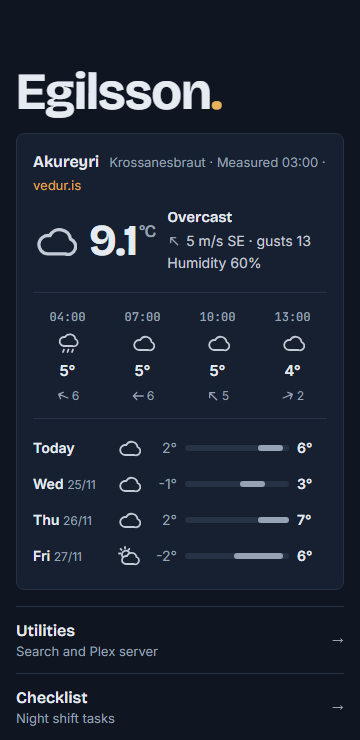 Egilsson.
Akureyri Krossanesbraut · Measured 03:00 ·
vedur.is
9.1°C
Overcast
↖ 5 m/s SE · gusts 13
Humidity 60%
04:00 07:00 10:00 13:00
5° 5° 5° 4°
6 6 5 2
Today 2° 6°
Wed 25/11 -1° 3°
Thu 26/11 2° 7°
Fri 27/11 -2° 6°
Utilities
Search and Plex server →
Checklist
Night shift tasks →